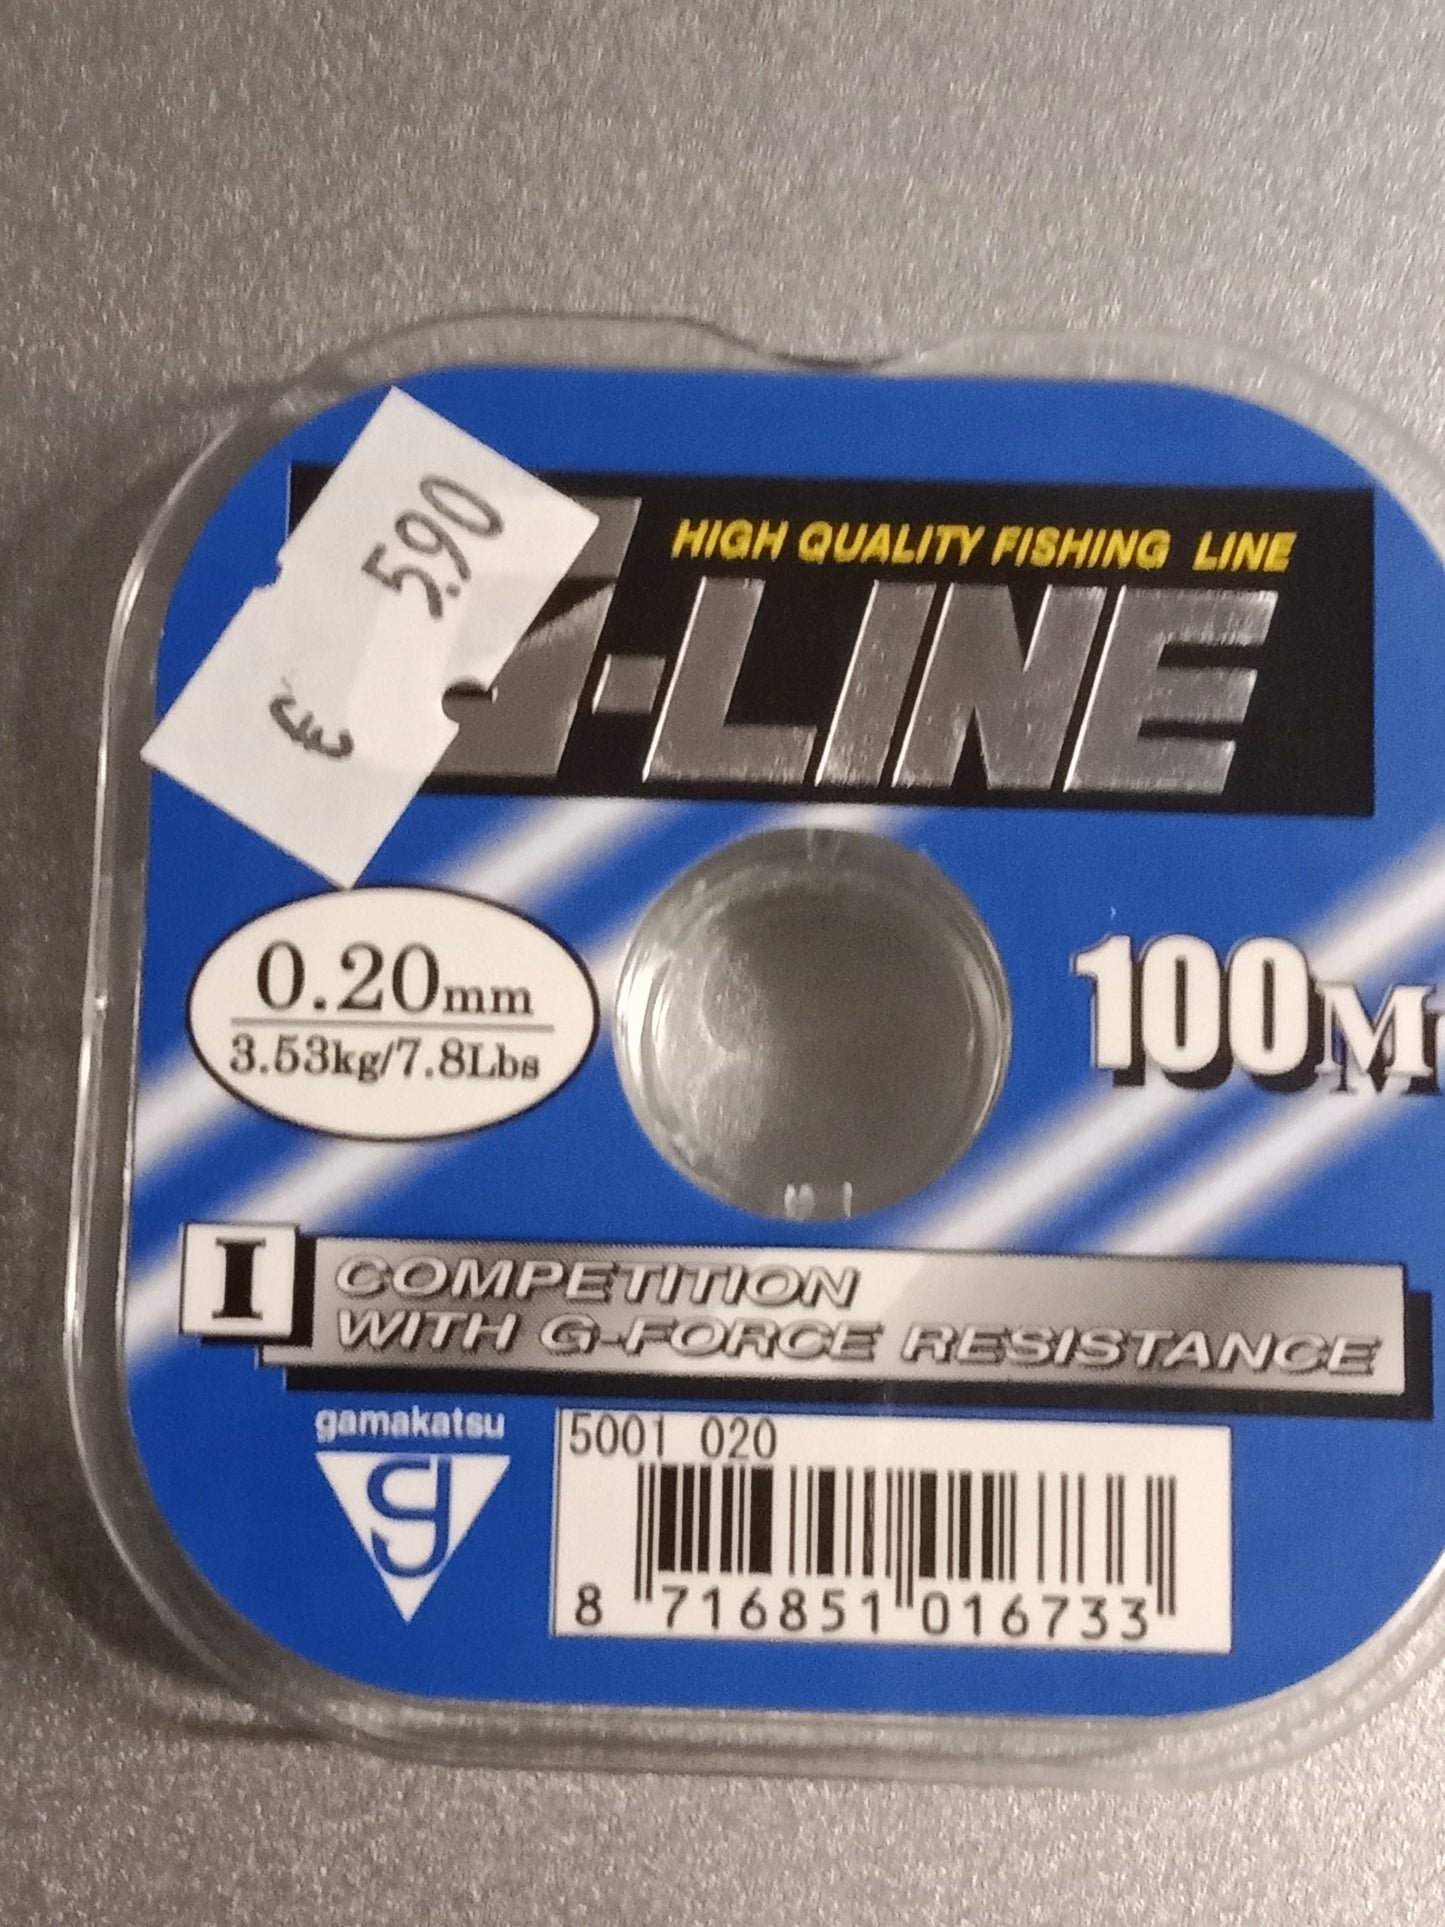 5.90
€
HIGH QUALITY FISHING LINE
-LINE
0.20mm
3.53kg/7.8Lbs
100M
I
COMPETITION
WITH G-FORCE RESISTANCE
gamakatsu
g
5001 020
8 716851 016733